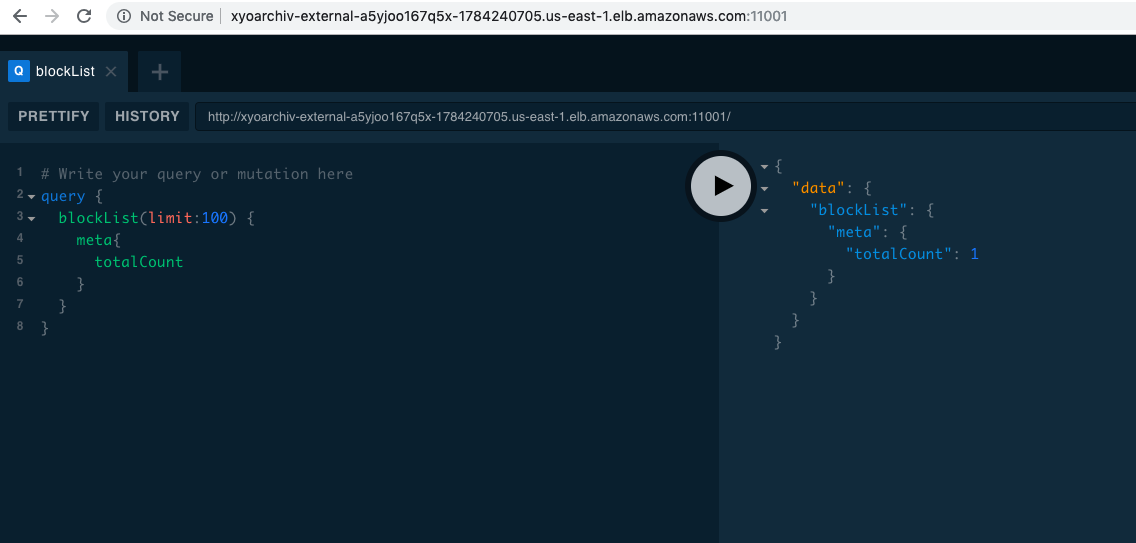 Not Secure xyoarchiv-external-a5yjoo167q5x-1784240705.us-east-1.elb.amazonaws.com:11001
Q blockList
PRETTIFY HISTORY http://xyoarchiv-external-a5yjoo167q5x-1784240705.us-east-1.elb.amazonaws.com:11001/
1 # Write your query or mutation here
2 query {
3 blockList(limit:100) {
4 meta{
5 totalCount
6 }
7 }
8 }
{
"data": {
"blockList": {
"meta": {
"totalCount": 1
}
}
}
}